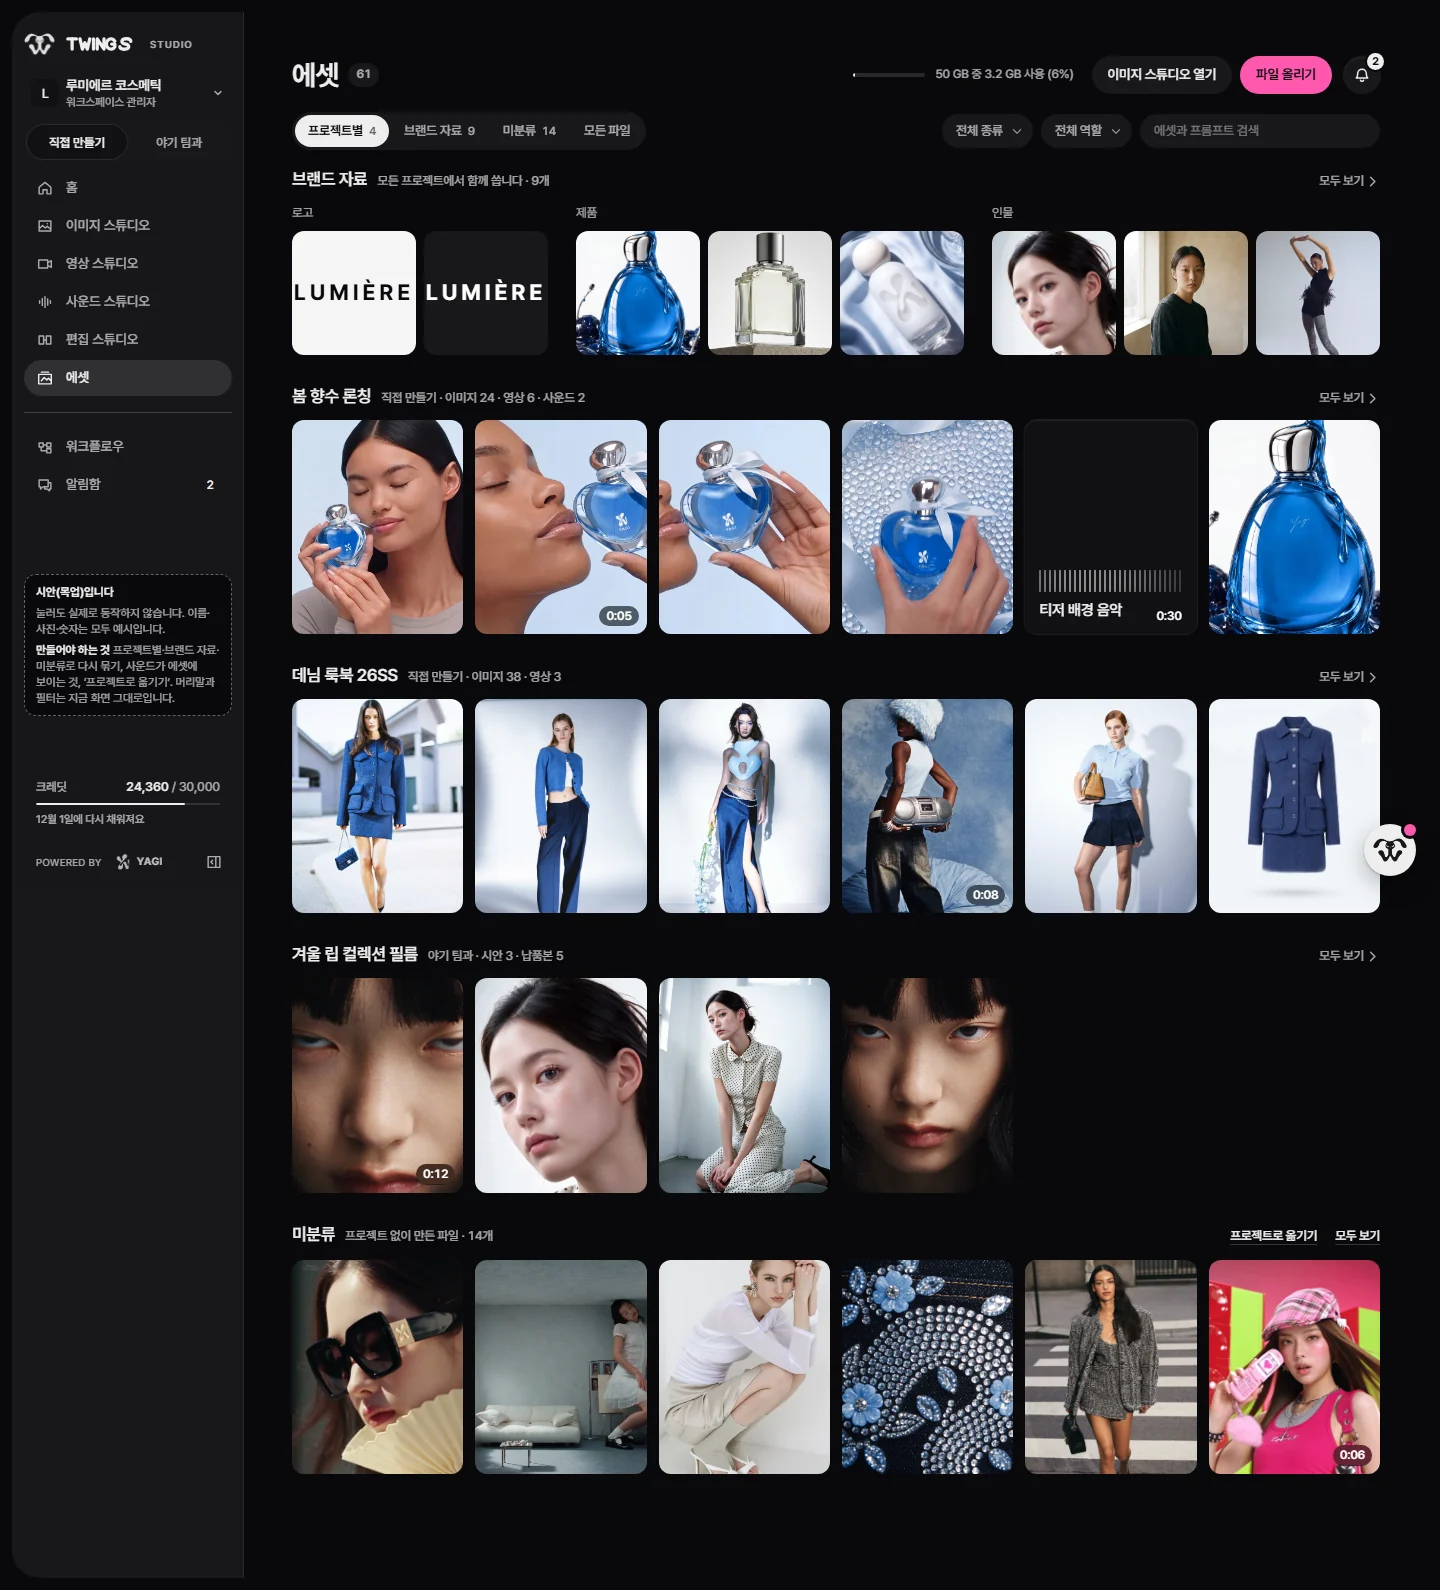 TWINGS STUDIO
L 루미에르 코스메틱
워크스페이스 관리자
직접 만들기 야기 팀과
홈
이미지 스튜디오
영상 스튜디오
사운드 스튜디오
편집 스튜디오
에셋
워크플로우
알림함 2
시안(목업)입니다
눌러도 실제로 동작하지 않습니다. 이름·
사진·숫자는 모두 예시입니다.
만들어야 하는 것 프로젝트별·브랜드 자료·
미분류로 다시 묶기, 사운드가 에셋에
보이는 것, ‘프로젝트로 옮기기’. 머리말과
필터는 지금 화면 그대로입니다.
크레딧 24,360 / 30,000
12월 1일에 다시 채워져요
POWERED BY YAGI
에셋 61
50 GB 중 3.2 GB 사용 (6%)
이미지 스튜디오 열기
파일 올리기
2
프로젝트별 4 브랜드 자료 9 미분류 14 모든 파일
전체 종류 전체 역할 에셋과 프롬프트 검색
브랜드 자료 모든 프로젝트에서 함께 씁니다 · 9개 모두 보기
로고 제품 인물
LUMIÈRE LUMIÈRE
봄 향수 론칭 직접 만들기 · 이미지 24 · 영상 6 · 사운드 2 모두 보기
YAGI
0:05
티저 배경 음악 0:30
데님 룩북 26SS 직접 만들기 · 이미지 38 · 영상 3 모두 보기
0:08
겨울 립 컬렉션 필름 야기 팀과 · 시안 3 · 납품본 5 모두 보기
0:12
미분류 프로젝트 없이 만든 파일 · 14개 프로젝트로 옮기기 모두 보기
0:06